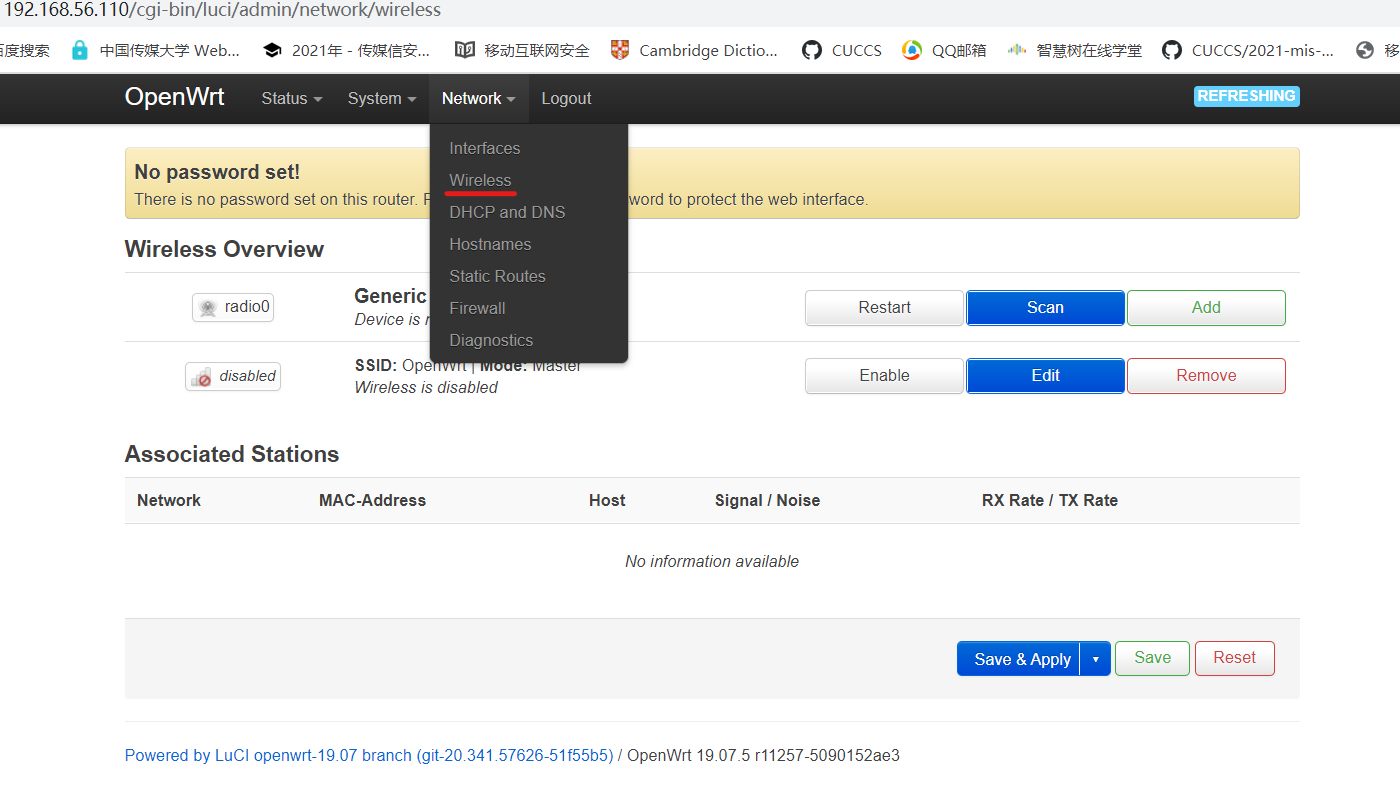 192.168.56.110/cgi-bin/luci/admin/network/wireless
百度搜索 中国传媒大学 Web... 2021年 - 传媒信安... 移动互联网安全 Cambridge Dictio... CUCCS QQ邮箱 智慧树在线学堂 CUCCS/2021-mis-... 移
OpenWrt Status System Network Logout REFRESHING
Interfaces
Wireless
DHCP and DNS
Hostnames
Static Routes
Firewall
Diagnostics
No password set!
There is no password set on this router. word to protect the web interface.
Wireless Overview
radio0 Generic Restart Scan Add
Device is
disabled SSID: OpenWrt | Mode: Master Enable Edit Remove
Wireless is disabled
Associated Stations
Network MAC-Address Host Signal / Noise RX Rate / TX Rate
No information available
Save & Apply Save Reset
Powered by LuCI openwrt-19.07 branch (git-20.341.57626-51f55b5) / OpenWrt 19.07.5 r11257-5090152ae3